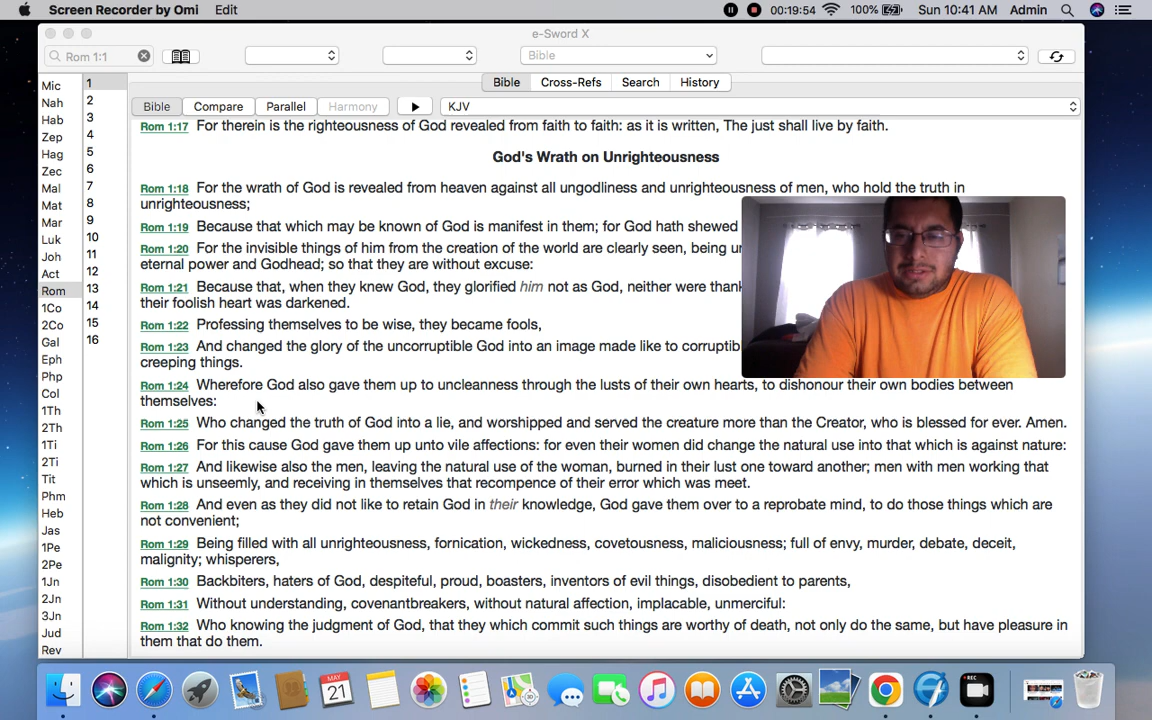 Screen Recorder by Omi Edit 00:19:54 100% Sun 10:41 AM Admin
e-Sword X
Rom 1:1 Bible
Bible Cross-Refs Search History
Bible Compare Parallel Harmony KJV
Mic
Nah
Hab
Zep
Hag
Zec
Mal
Mat
Mar
Luk
Joh
Act
Rom
1Co
2Co
Gal
Eph
Php
Col
1Th
2Th
1Ti
2Ti
Tit
Phm
Heb
Jas
1Pe
2Pe
1Jn
2Jn
3Jn
Jud
Rev
1
2
3
4
5
6
7
8
9
10
11
12
13
14
15
16
Rom 1:17 For therein is the righteousness of God revealed from faith to faith: as it is written, The just shall live by faith.
God's Wrath on Unrighteousness
Rom 1:18 For the wrath of God is revealed from heaven against all ungodliness and unrighteousness of men, who hold the truth in
unrighteousness;
Rom 1:19 Because that which may be known of God is manifest in them; for God hath shewed
Rom 1:20 For the invisible things of him from the creation of the world are clearly seen, being
eternal power and Godhead; so that they are without excuse:
Rom 1:21 Because that, when they knew God, they glorified him not as God, neither were
their foolish heart was darkened.
Rom 1:22 Professing themselves to be wise, they became fools,
Rom 1:23 And changed the glory of the uncorruptible God into an image made like to
creeping things.
Rom 1:24 Wherefore God also gave them up to uncleanness through the lusts of their own hearts, to dishonour their own bodies between
themselves:
Rom 1:25 Who changed the truth of God into a lie, and worshipped and served the creature more than the Creator, who is blessed for ever. Amen.
Rom 1:26 For this cause God gave them up unto vile affections: for even their women did change the natural use into that which is against nature:
Rom 1:27 And likewise also the men, leaving the natural use of the woman, burned in their lust one toward another; men with men working that
which is unseemly, and receiving in themselves that recompence of their error which was meet.
Rom 1:28 And even as they did not like to retain God in their knowledge, God gave them over to a reprobate mind, to do those things which are
not convenient;
Rom 1:29 Being filled with all unrighteousness, fornication, wickedness, covetousness, maliciousness; full of envy, murder, debate, deceit,
malignity; whisperers,
Rom 1:30 Backbiters, haters of God, despiteful, proud, boasters, inventors of evil things, disobedient to parents,
Rom 1:31 Without understanding, covenantbreakers, without natural affection, implacable, unmerciful:
Rom 1:32 Who knowing the judgment of God, that they which commit such things are worthy of death, not only do the same, but have pleasure in
them that do them.
MAY
21
REC